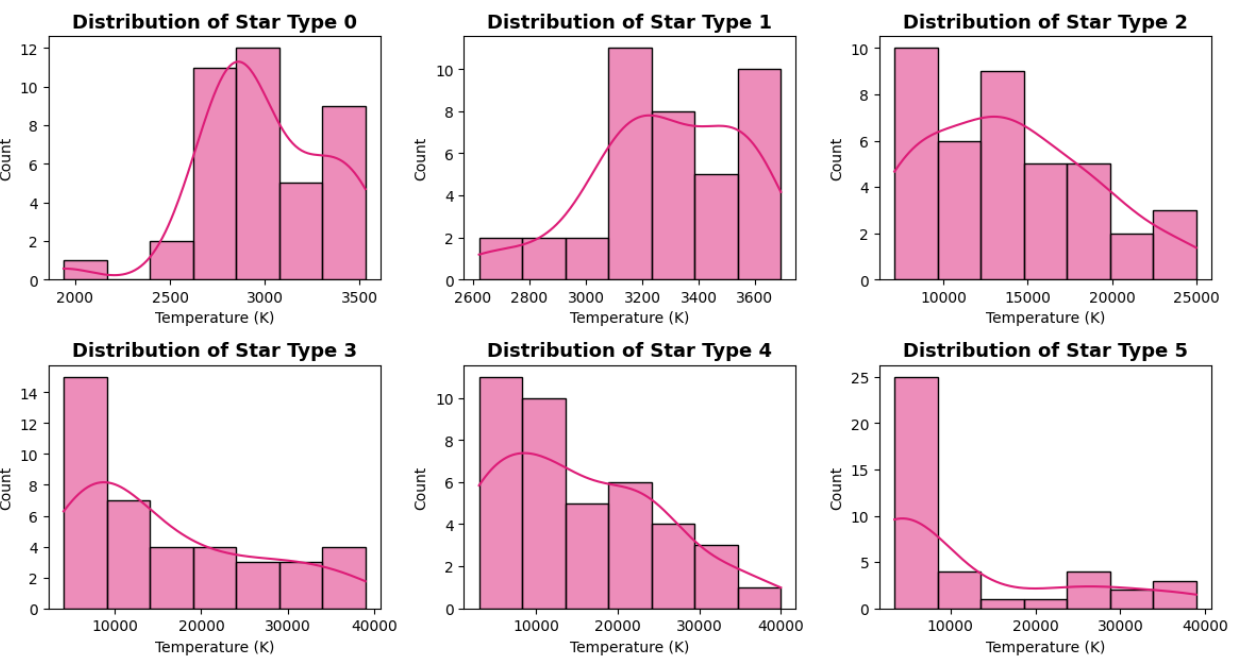 Distribution of Star Type 0
12
10
8
6
4
2
0
Count
2000 2500 3000 3500
Temperature (K)
Distribution of Star Type 1
10
8
6
4
2
0
Count
2600 2800 3000 3200 3400 3600
Temperature (K)
Distribution of Star Type 2
10
8
6
4
2
0
Count
10000 15000 20000 25000
Temperature (K)
Distribution of Star Type 3
14
12
10
8
6
4
2
0
Count
10000 20000 30000 40000
Temperature (K)
Distribution of Star Type 4
10
8
6
4
2
0
Count
10000 20000 30000 40000
Temperature (K)
Distribution of Star Type 5
25
20
15
10
5
0
Count
10000 20000 30000 40000
Temperature (K)